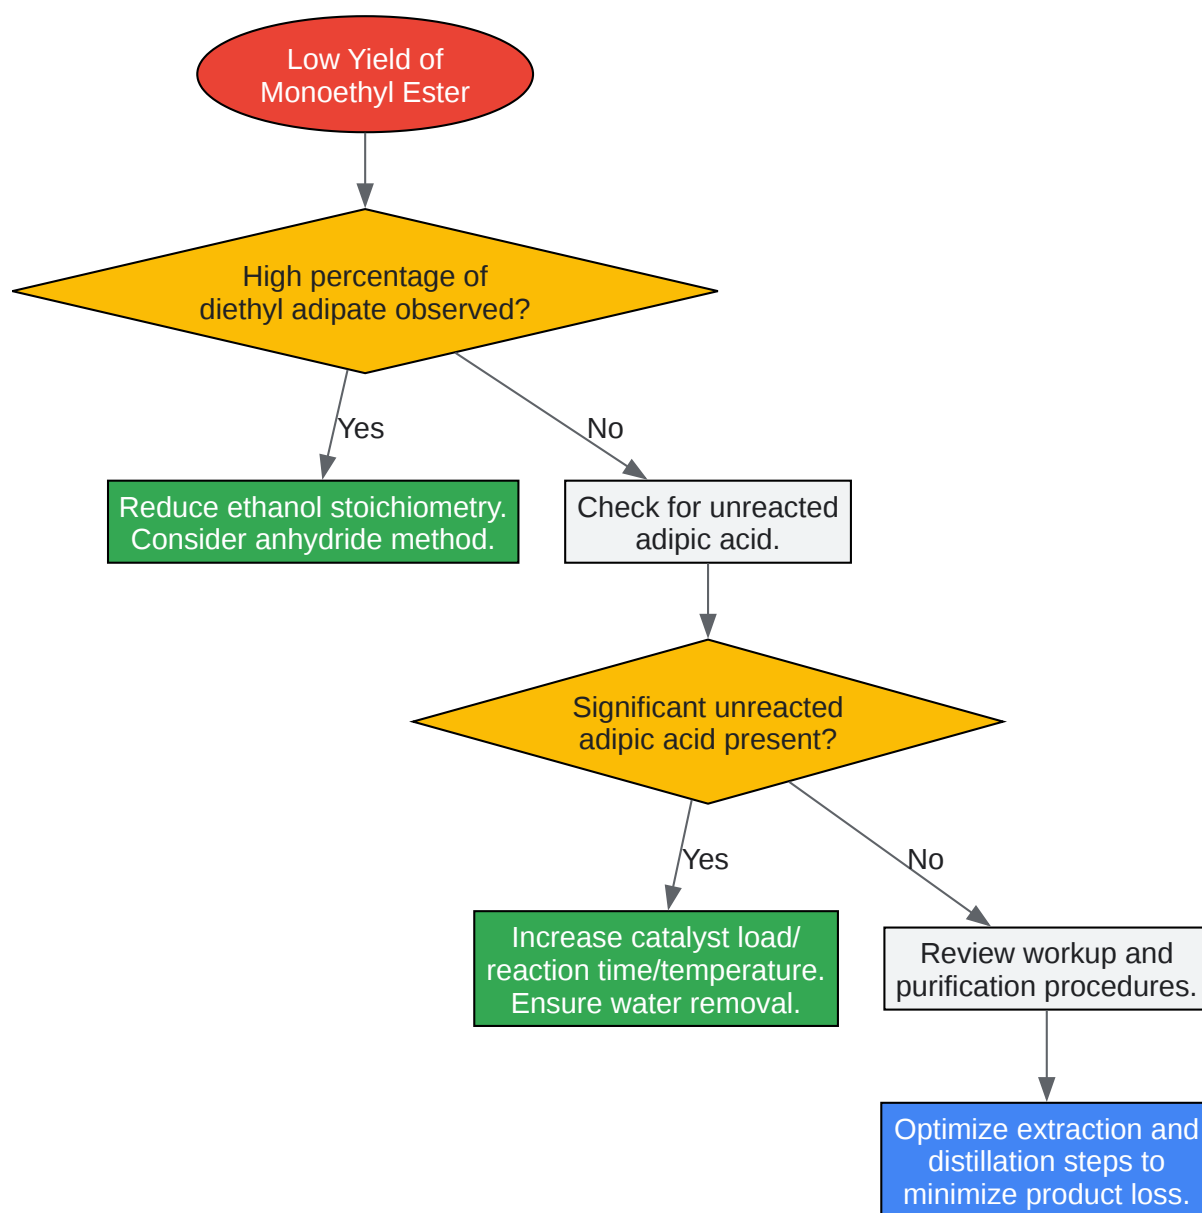 Low Yield of
Monoethyl Ester
High percentage of
diethyl adipate observed?
Yes
No
Reduce ethanol stoichiometry.
Consider anhydride method.
Check for unreacted
adipic acid.
Significant unreacted
adipic acid present?
Yes
No
Increase catalyst load/
reaction time/temperature.
Ensure water removal.
Review workup and
purification procedures.
Optimize extraction and
distillation steps to
minimize product loss.